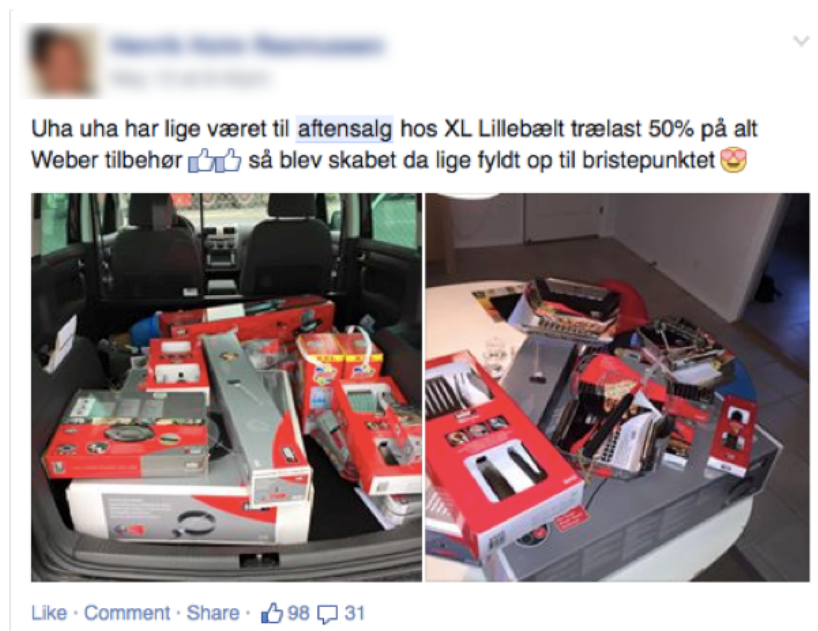 Uha uha har lige været til aftensalg hos XL Lillebælt trælast 50% på alt
Weber tilbehør 👍👍 så blev skabet da lige fyldt op til bristepunktet 😍
XXL
Like · Comment · Share · 98 31